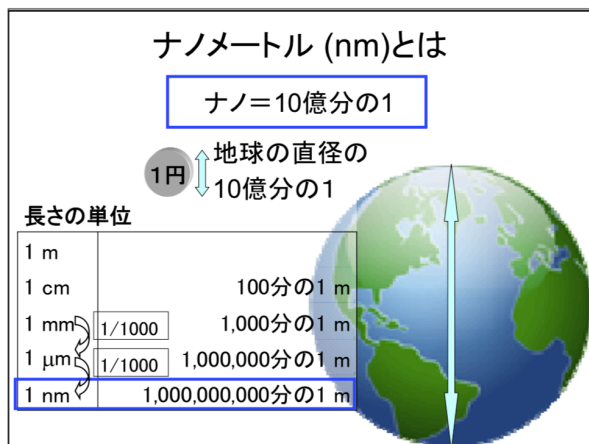 ナノメートル (nm)とは
ナノ＝10億分の1
1円
地球の直径の
10億分の1
長さの単位
1 m
1 cm 100分の1 m
1 mm 1/1000 1,000分の1 m
1 μm 1/1000 1,000,000分の1 m
1 nm 1,000,000,000分の1 m